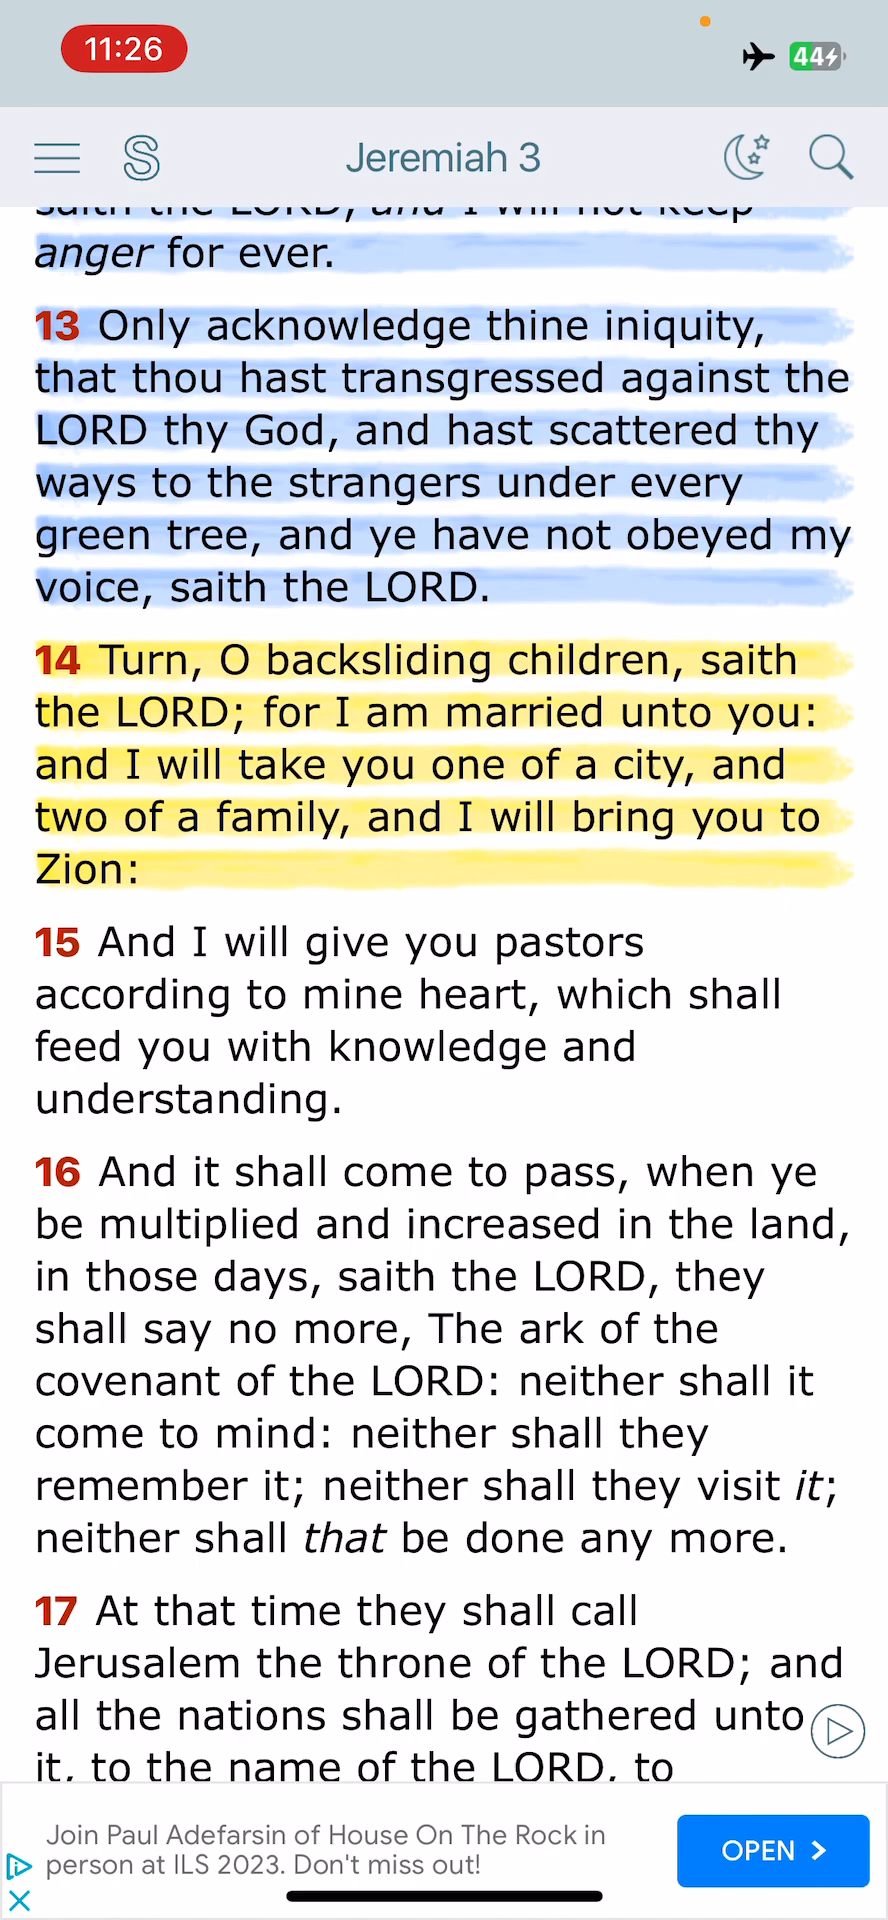 11:26
44
S
Jeremiah 3
saith the LORD, and I will not keep
anger for ever.
13 Only acknowledge thine iniquity,
that thou hast transgressed against the
LORD thy God, and hast scattered thy
ways to the strangers under every
green tree, and ye have not obeyed my
voice, saith the LORD.
14 Turn, O backsliding children, saith
the LORD; for I am married unto you:
and I will take you one of a city, and
two of a family, and I will bring you to
Zion:
15 And I will give you pastors
according to mine heart, which shall
feed you with knowledge and
understanding.
16 And it shall come to pass, when ye
be multiplied and increased in the land,
in those days, saith the LORD, they
shall say no more, The ark of the
covenant of the LORD: neither shall it
come to mind: neither shall they
remember it; neither shall they visit it;
neither shall that be done any more.
17 At that time they shall call
Jerusalem the throne of the LORD; and
all the nations shall be gathered unto
it, to the name of the LORD, to
Join Paul Adefarsin of House On The Rock in
person at ILS 2023. Don't miss out!
OPEN >